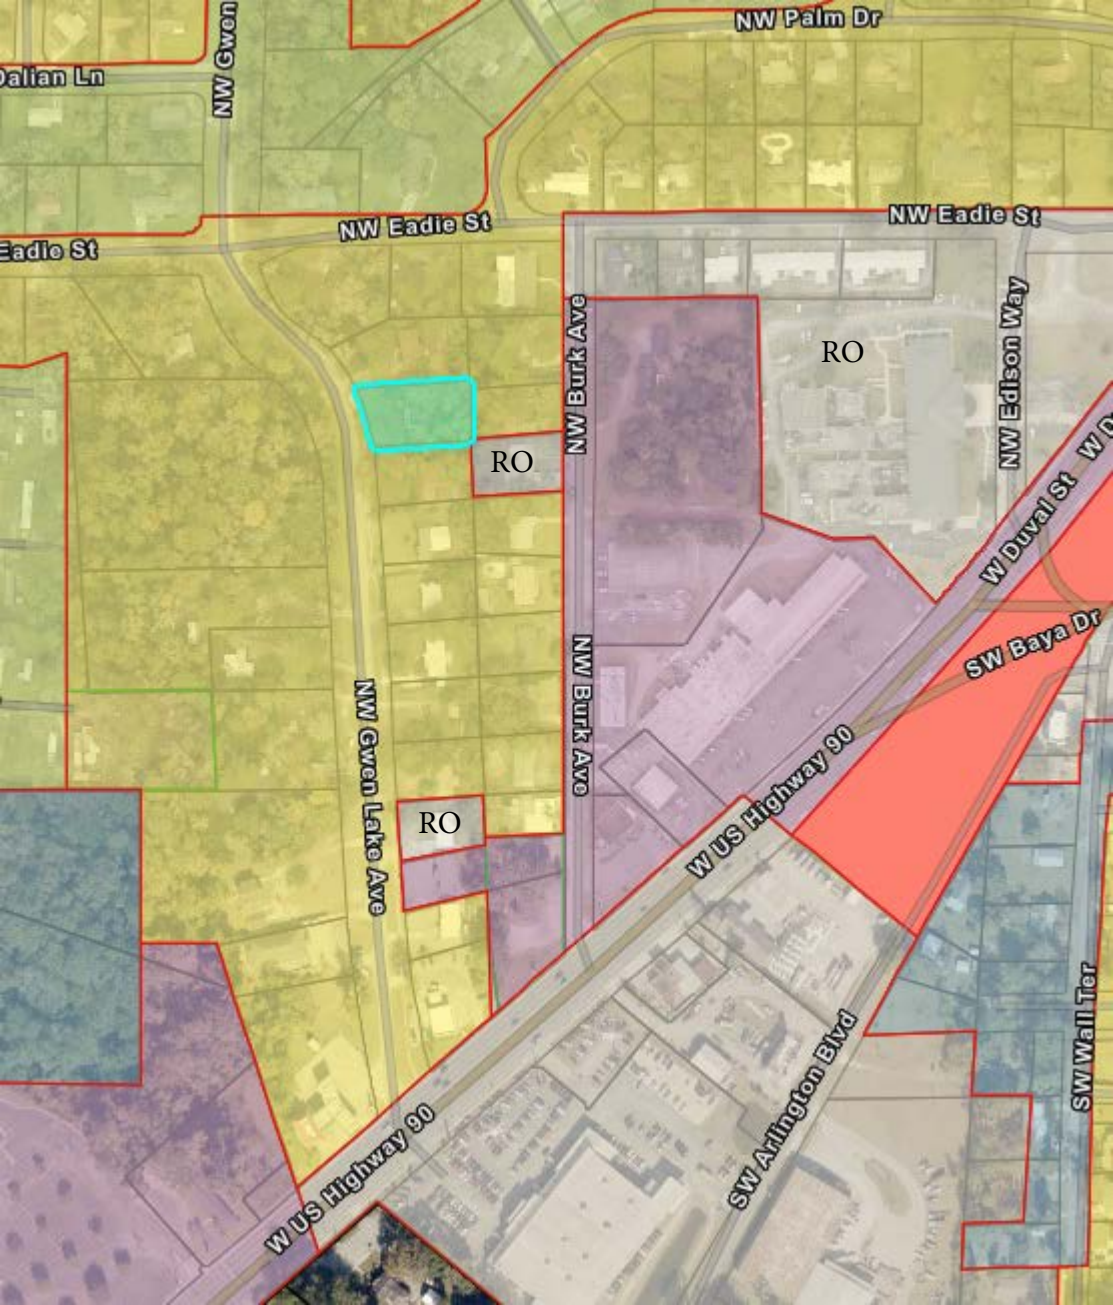 NW Palm Dr
NW Gwen
Dalian Ln
NW Eadie St
NW Eadie St
Eadie St
NW Burk Ave
NW Edison Way
RO
W D
RO
W Duval St
SW Baya Dr
NW Burk Ave
NW Gwen Lake Ave
W US Highway 90
RO
SW Wall Ter
SW Arlington Blvd
W US Highway 90